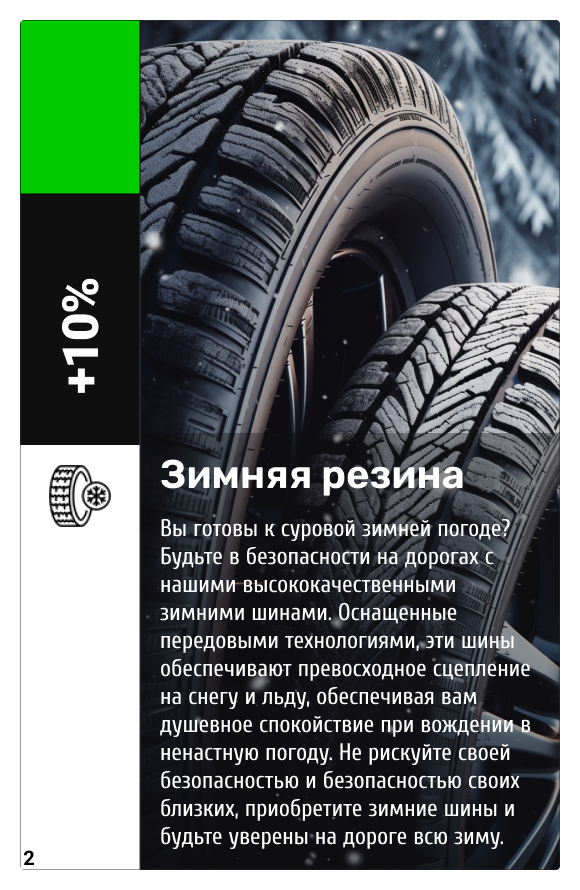 +10%
Зимняя резина
Вы готовы к суровой зимней погоде?
Будьте в безопасности на дорогах с
нашими высококачественными
зимними шинами. Оснащенные
передовыми технологиями, эти шины
обеспечивают превосходное сцепление
на снегу и льду, обеспечивая вам
душевное спокойствие при вождении в
ненастную погоду. Не рискуйте своей
безопасностью и безопасностью своих
близких, приобретите зимние шины и
будьте уверены на дороге всю зиму.
2